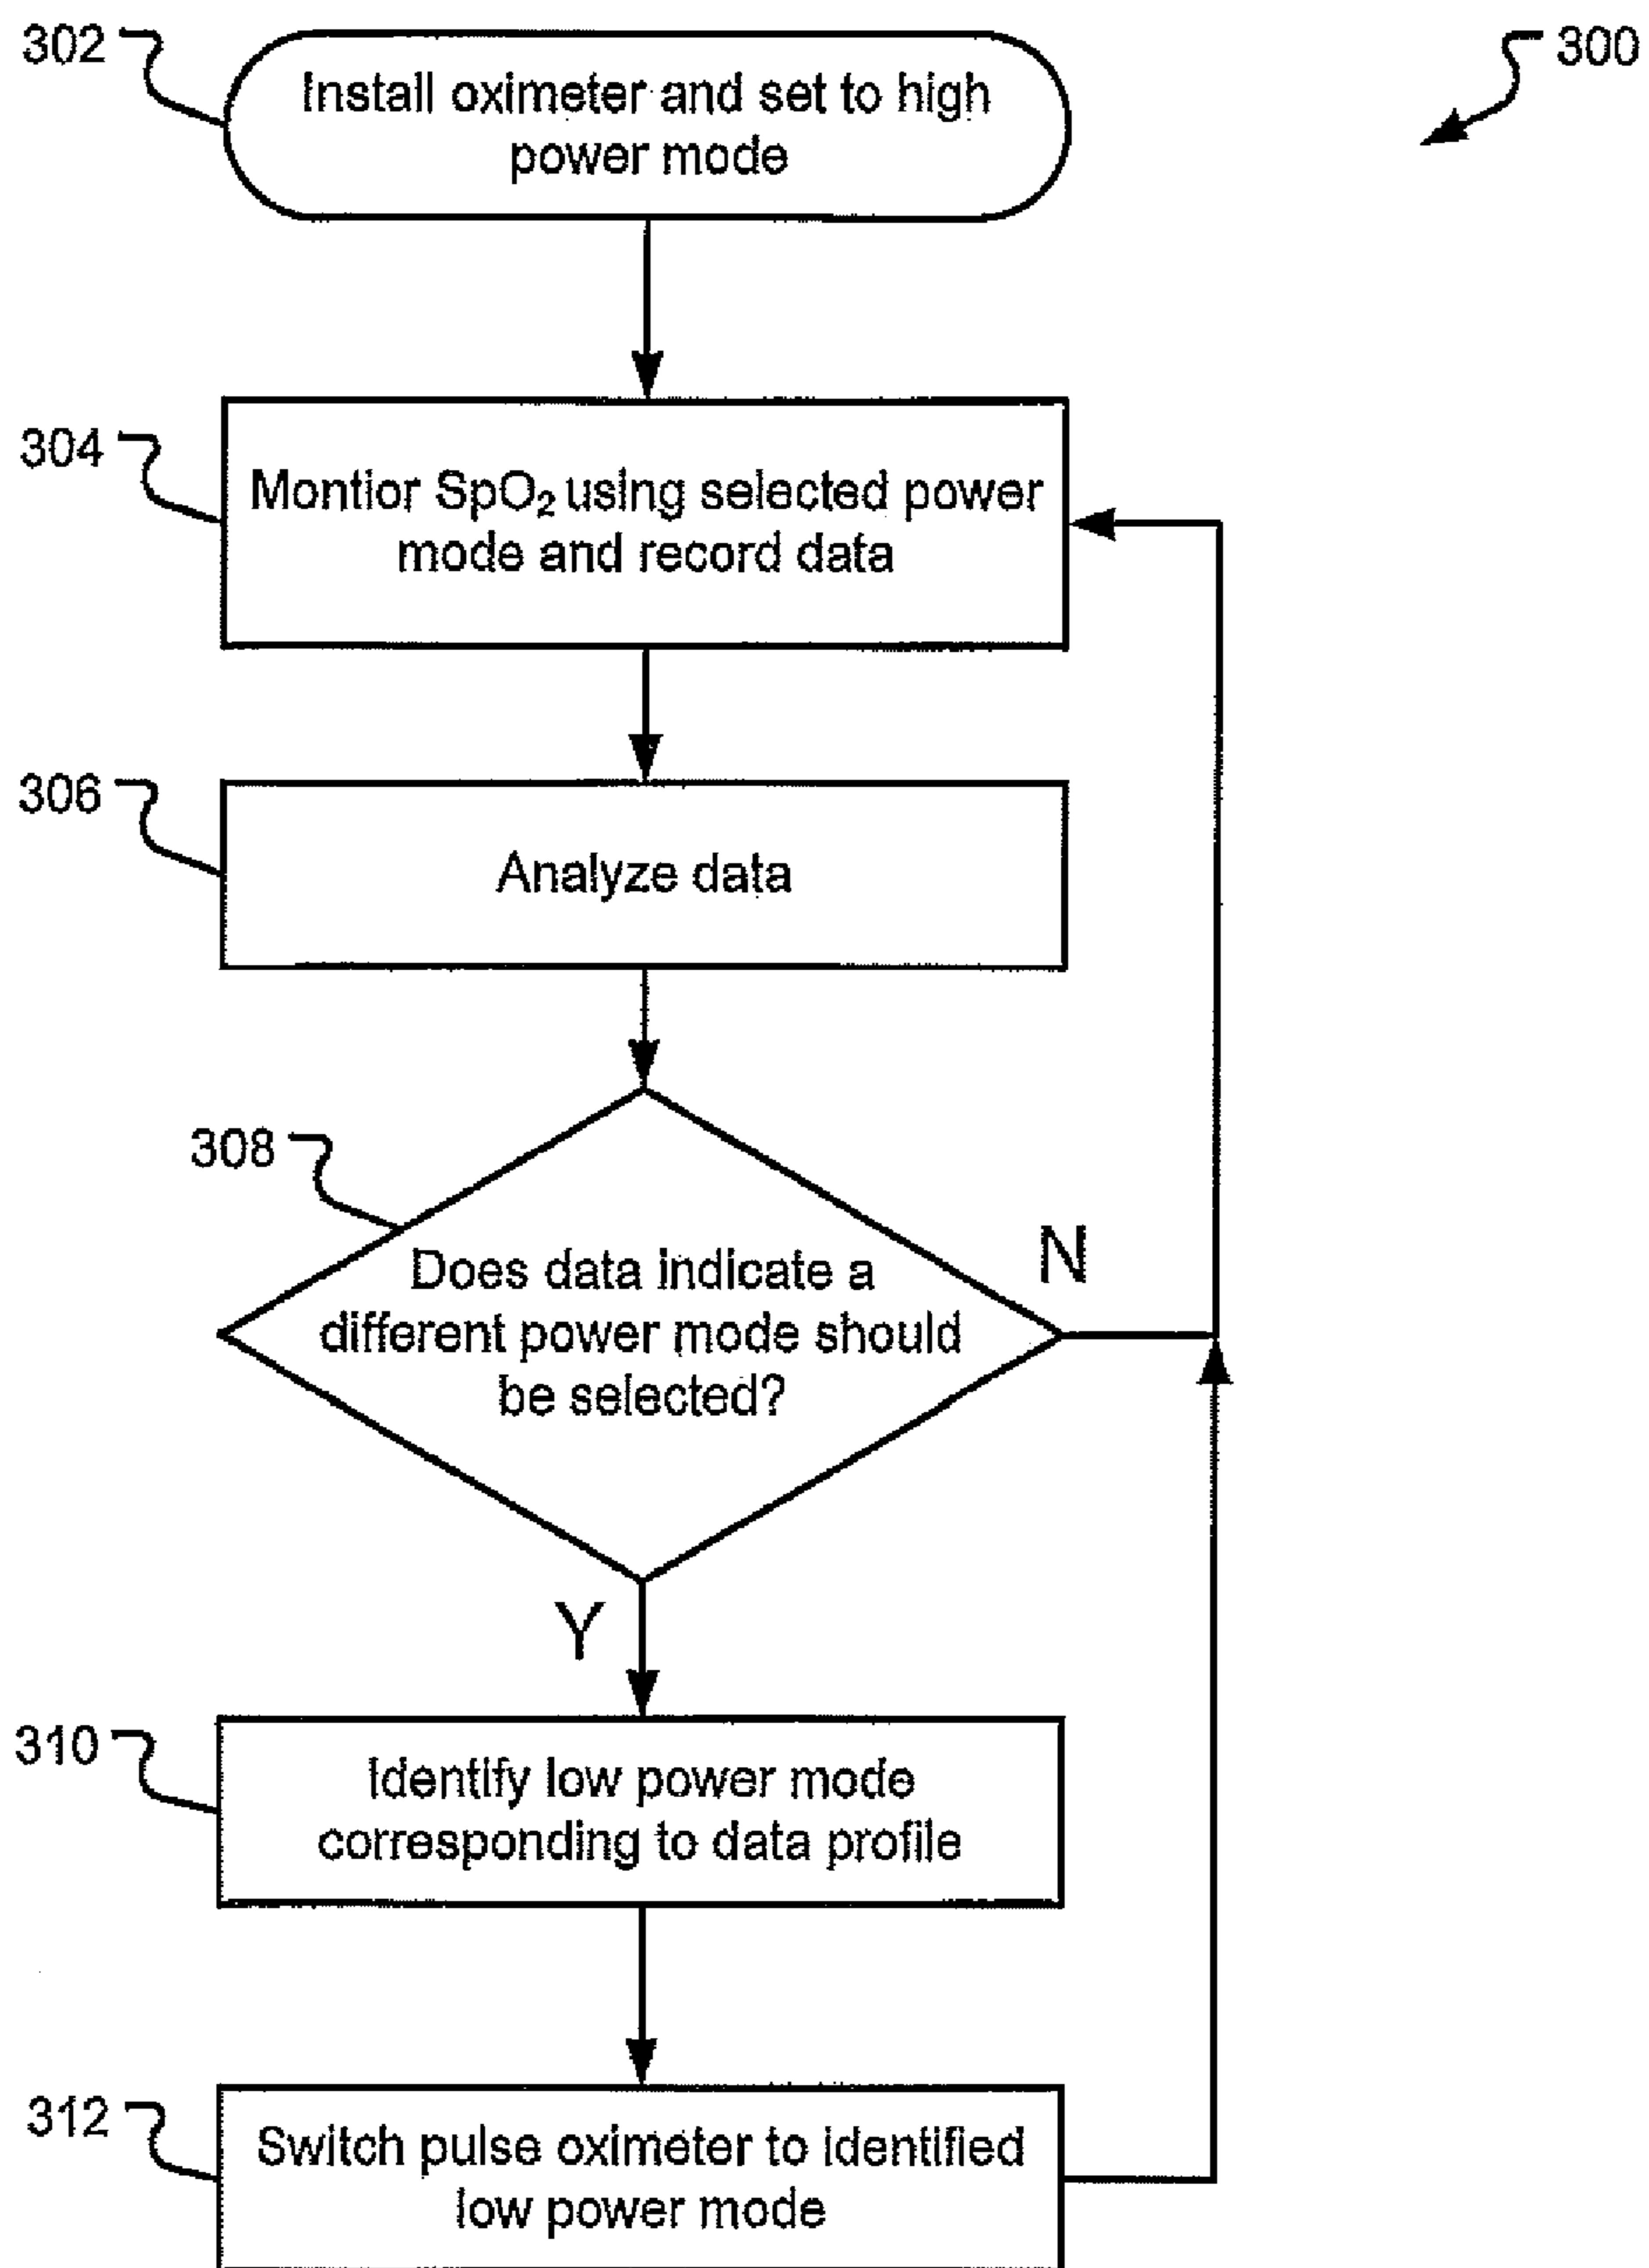 302
Install oximeter and set to high
power mode
300
304
Montior SpO₂ using selected power
mode and record data
306
Analyze data
308
Does data indicate a
different power mode should
be selected?
N
Y
310
Identify low power mode
corresponding to data profile
312
Switch pulse oximeter to identified
low power mode